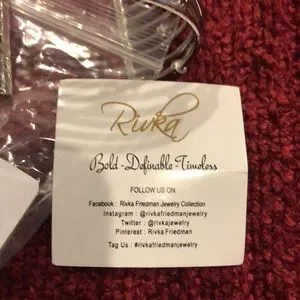 Rivka
Bold - Definable - Timeless
FOLLOW US ON
Facebook : Rivka Friedman Jewelry Collection
Instagram : @rivkafriedmanjewelry
Twitter : @rivkajewelry
Pinterest : Rivka Friedman
Tag Us : #rivkafriedmanjewelry